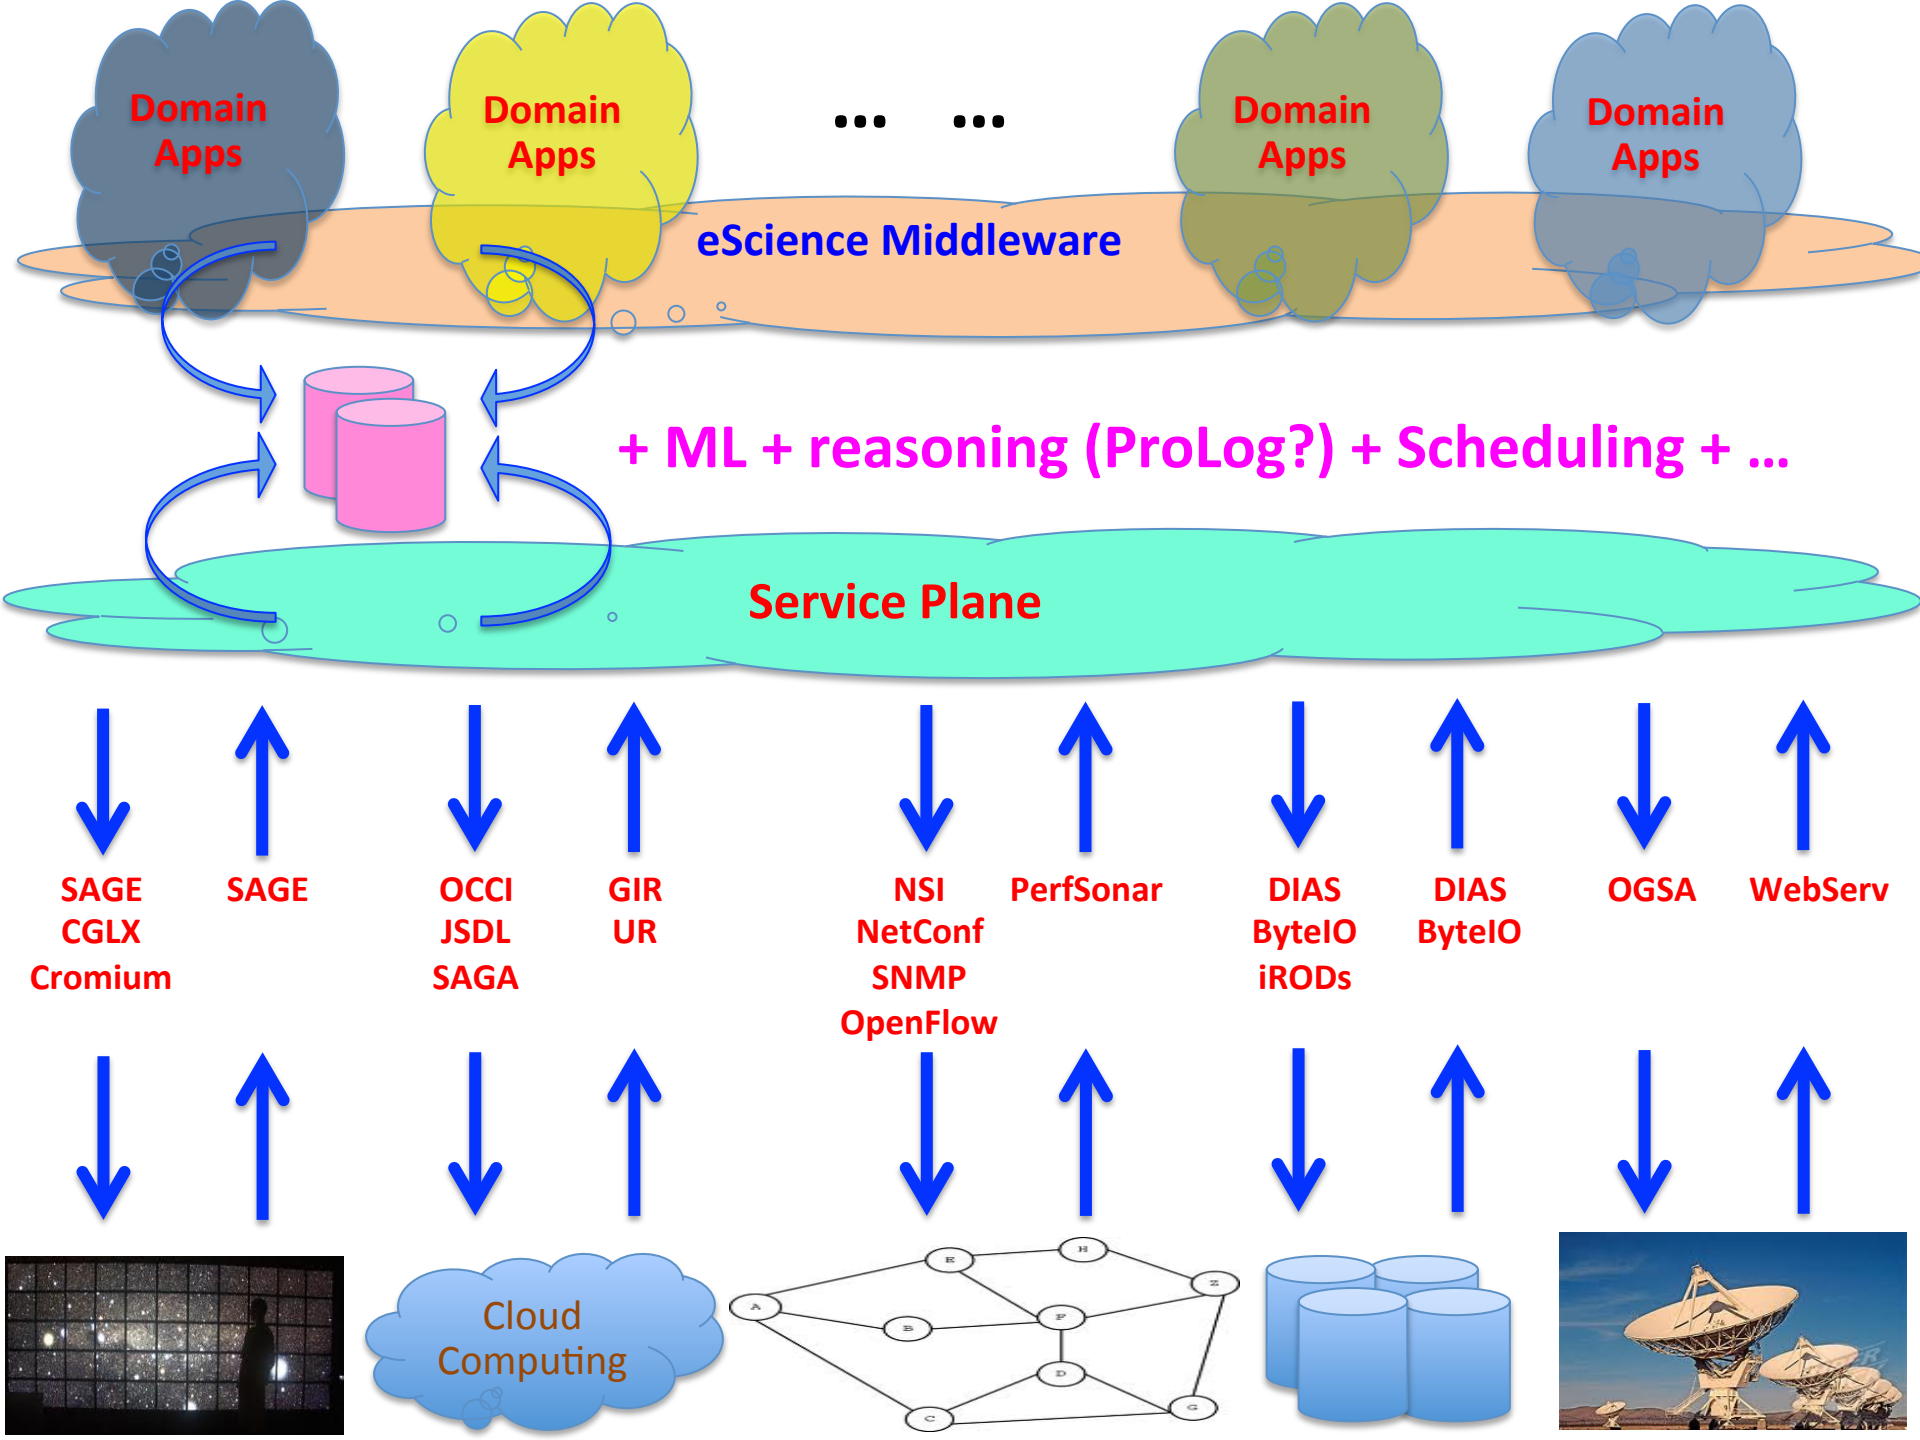 Domain
Apps
Domain
Apps
... ...
Domain
Apps
Domain
Apps
eScience Middleware
+ ML + reasoning (ProLog?) + Scheduling + ...
Service Plane
SAGE
CGLX
Cromium
SAGE
OCCI
JSDL
SAGA
GIR
UR
NSI
NetConf
SNMP
OpenFlow
PerfSonar
DIAS
ByteIO
iRODs
DIAS
ByteIO
OGSA
WebServ
Cloud
Computing
A
E
H
Z
B
F
D
C
G